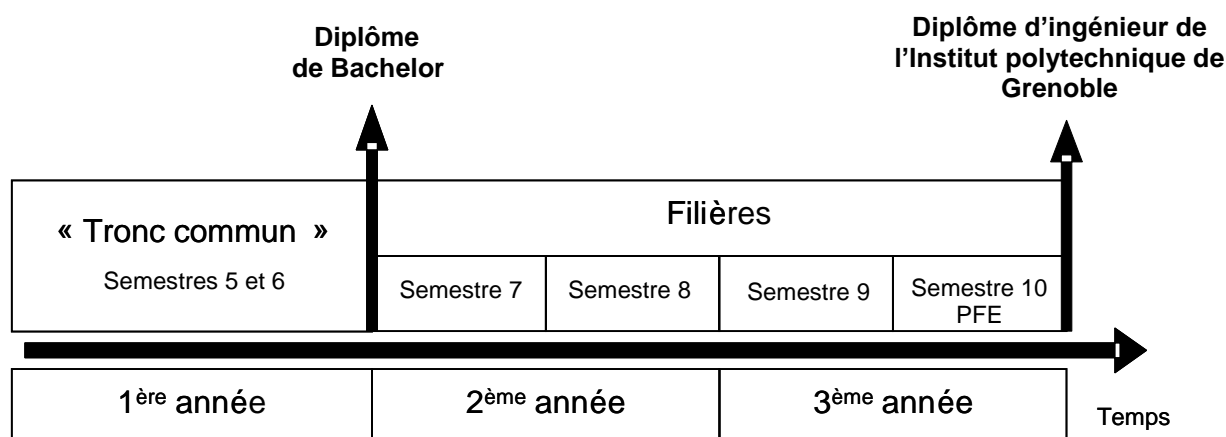 Diplôme
de Bachelor
Diplôme d’ingénieur de
l’Institut polytechnique de
Grenoble
« Tronc commun »
Semestres 5 et 6
Filières
Semestre 7
Semestre 8
Semestre 9
Semestre 10
PFE
1ère année
2ème année
3ème année
Temps